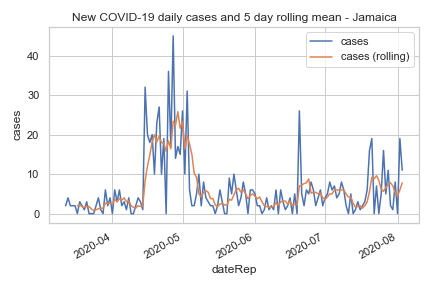 New COVID-19 daily cases and 5 day rolling mean - Jamaica
cases
cases (rolling)
cases
40
30
20
10
0
2020-04
2020-05
2020-06
2020-07
2020-08
dateRep